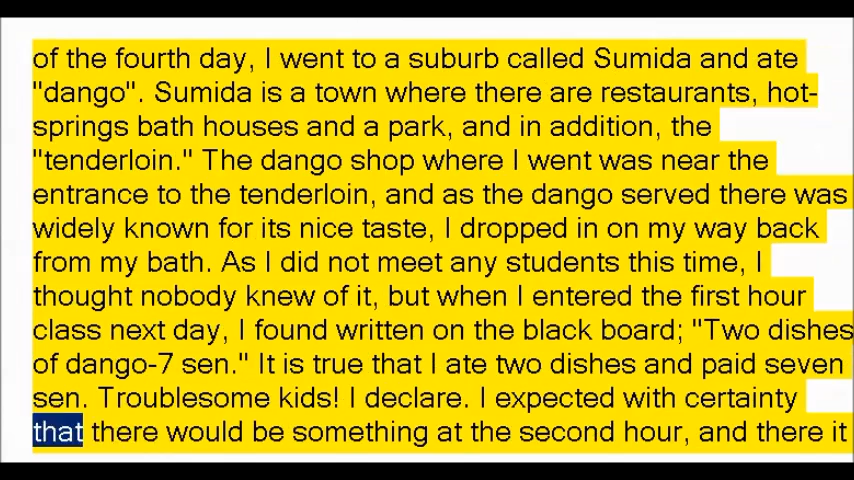 of the fourth day, I went to a suburb called Sumida and ate
"dango". Sumida is a town where there are restaurants, hot-
springs bath houses and a park, and in addition, the
"tenderloin." The dango shop where I went was near the
entrance to the tenderloin, and as the dango served there was
widely known for its nice taste, I dropped in on my way back
from my bath. As I did not meet any students this time, I
thought nobody knew of it, but when I entered the first hour
class next day, I found written on the black board; "Two dishes
of dango-7 sen." It is true that I ate two dishes and paid seven
sen. Troublesome kids! I declare. I expected with certainty
that there would be something at the second hour, and there it